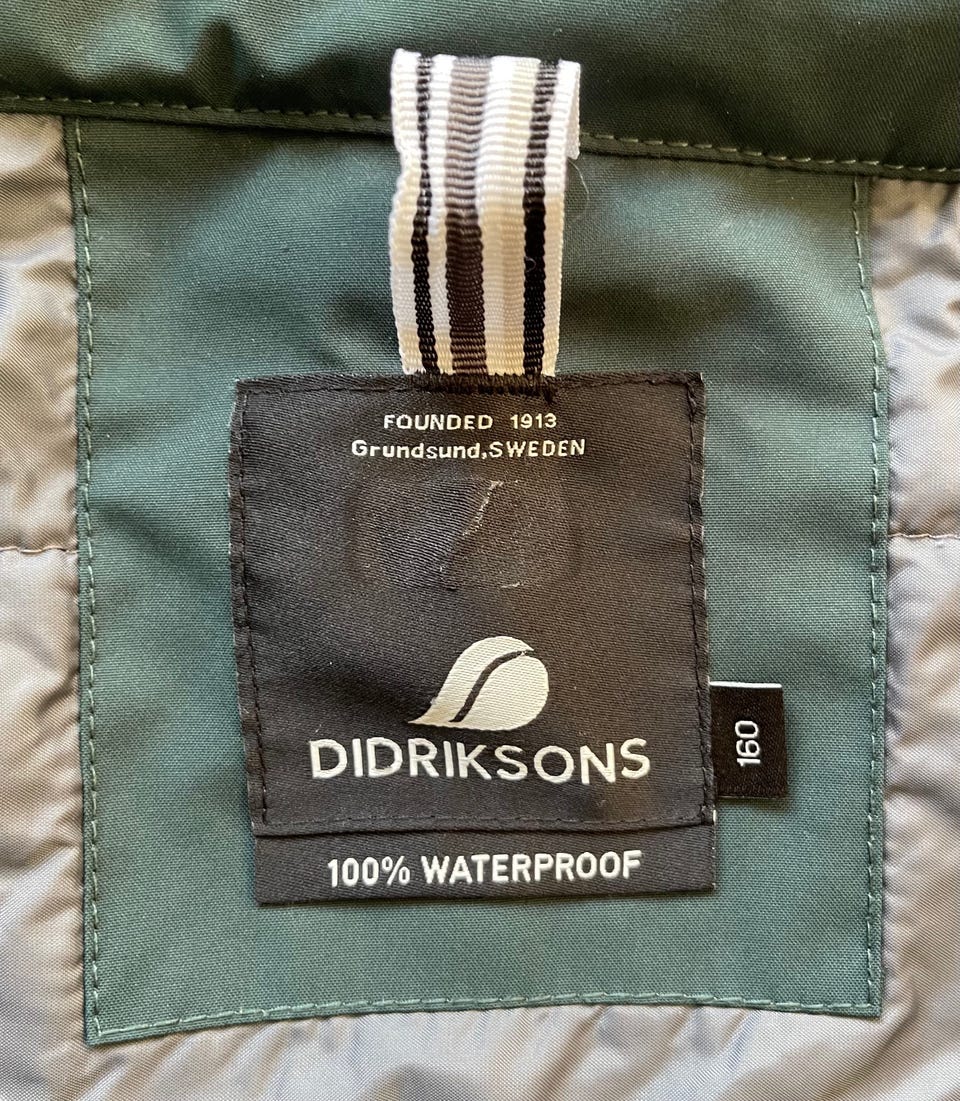 FOUNDED 1913
Grundsund,SWEDEN
DIDRIKSONS
160
100% WATERPROOF